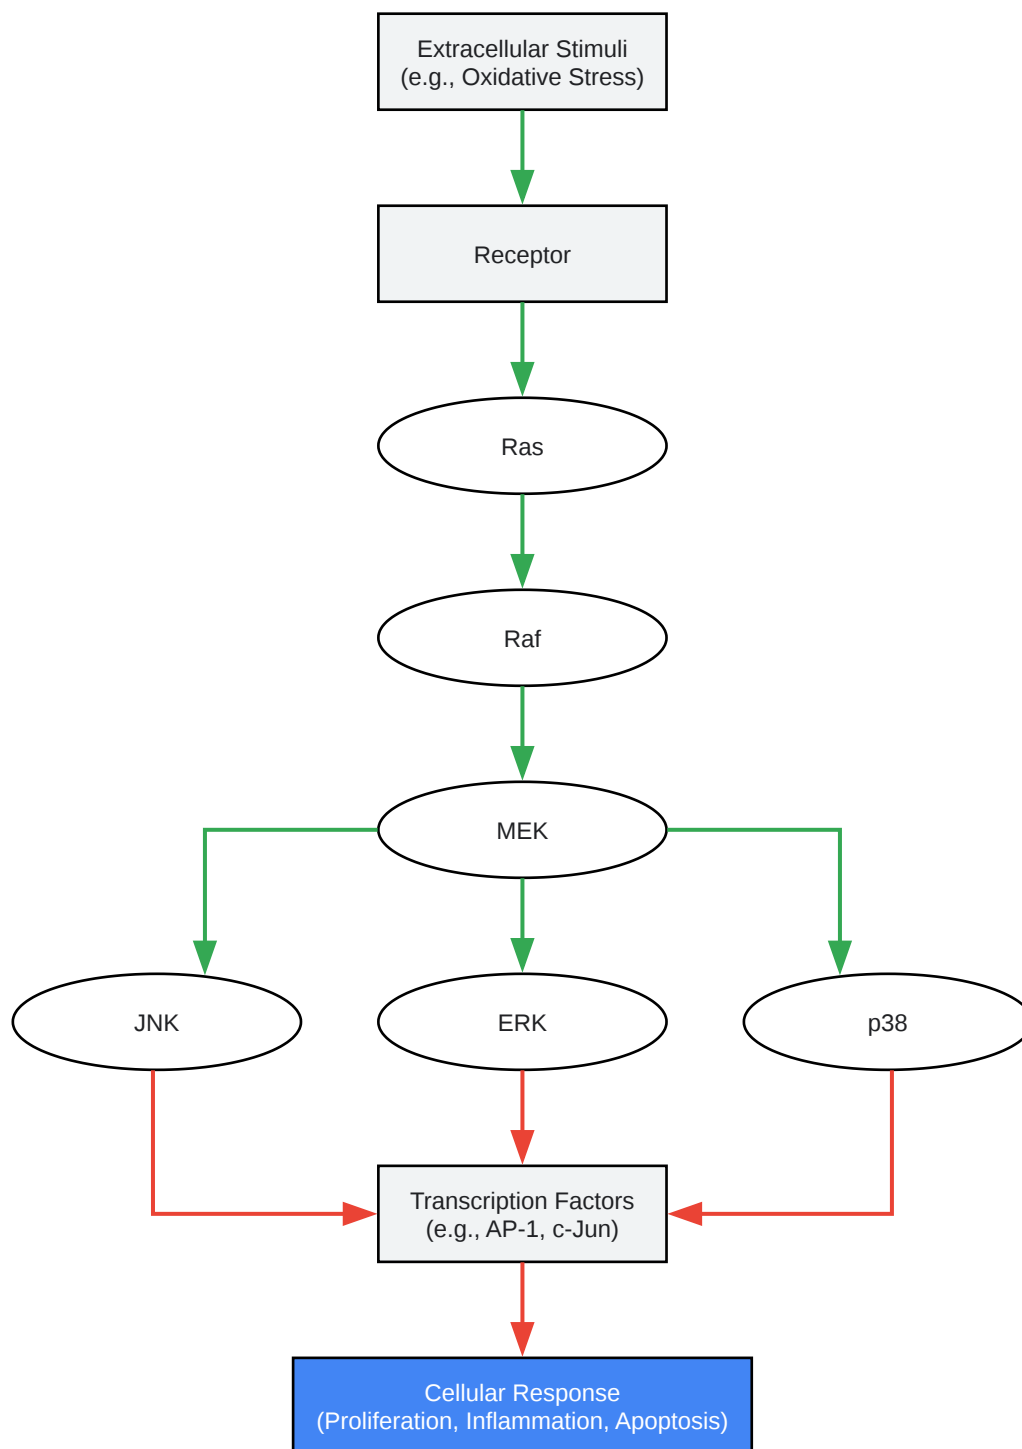 Extracellular Stimuli
(e.g., Oxidative Stress)
Receptor
Ras
Raf
MEK
JNK
ERK
p38
Transcription Factors
(e.g., AP-1, c-Jun)
Cellular Response
(Proliferation, Inflammation, Apoptosis)